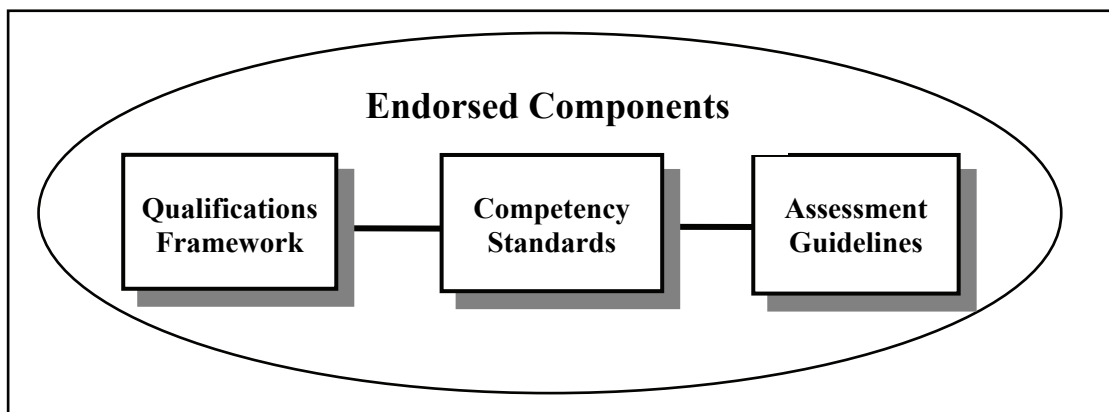 Endorsed Components
Qualifications
Framework
Competency
Standards
Assessment
Guidelines